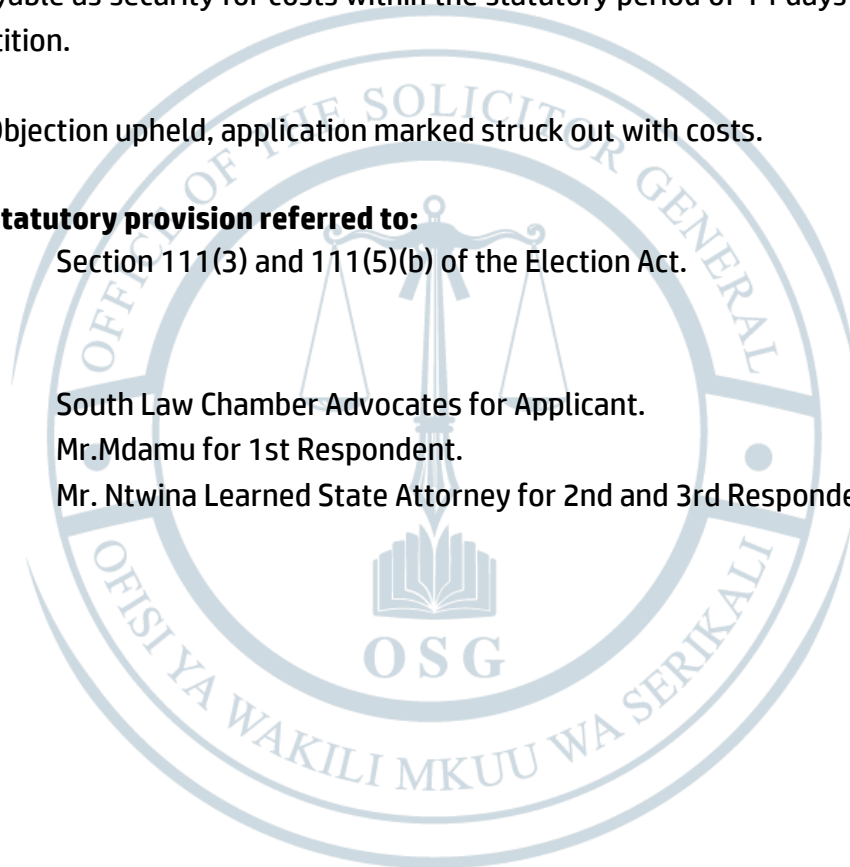 yable as security for costs within the statutory period of 14 days
tition.
bjection upheld, application marked struck out with costs.
tatutory provision referred to:
Section 111(3) and 111(5)(b) of the Election Act.
South Law Chamber Advocates for Applicant.
Mr.Mdamu for 1st Respondent.
Mr. Ntwina Learned State Attorney for 2nd and 3rd Responde
OFFICE OF THE SOLICITOR GENERAL
OSG
OFISI YA WAKILI MKUU WA SERIKALI